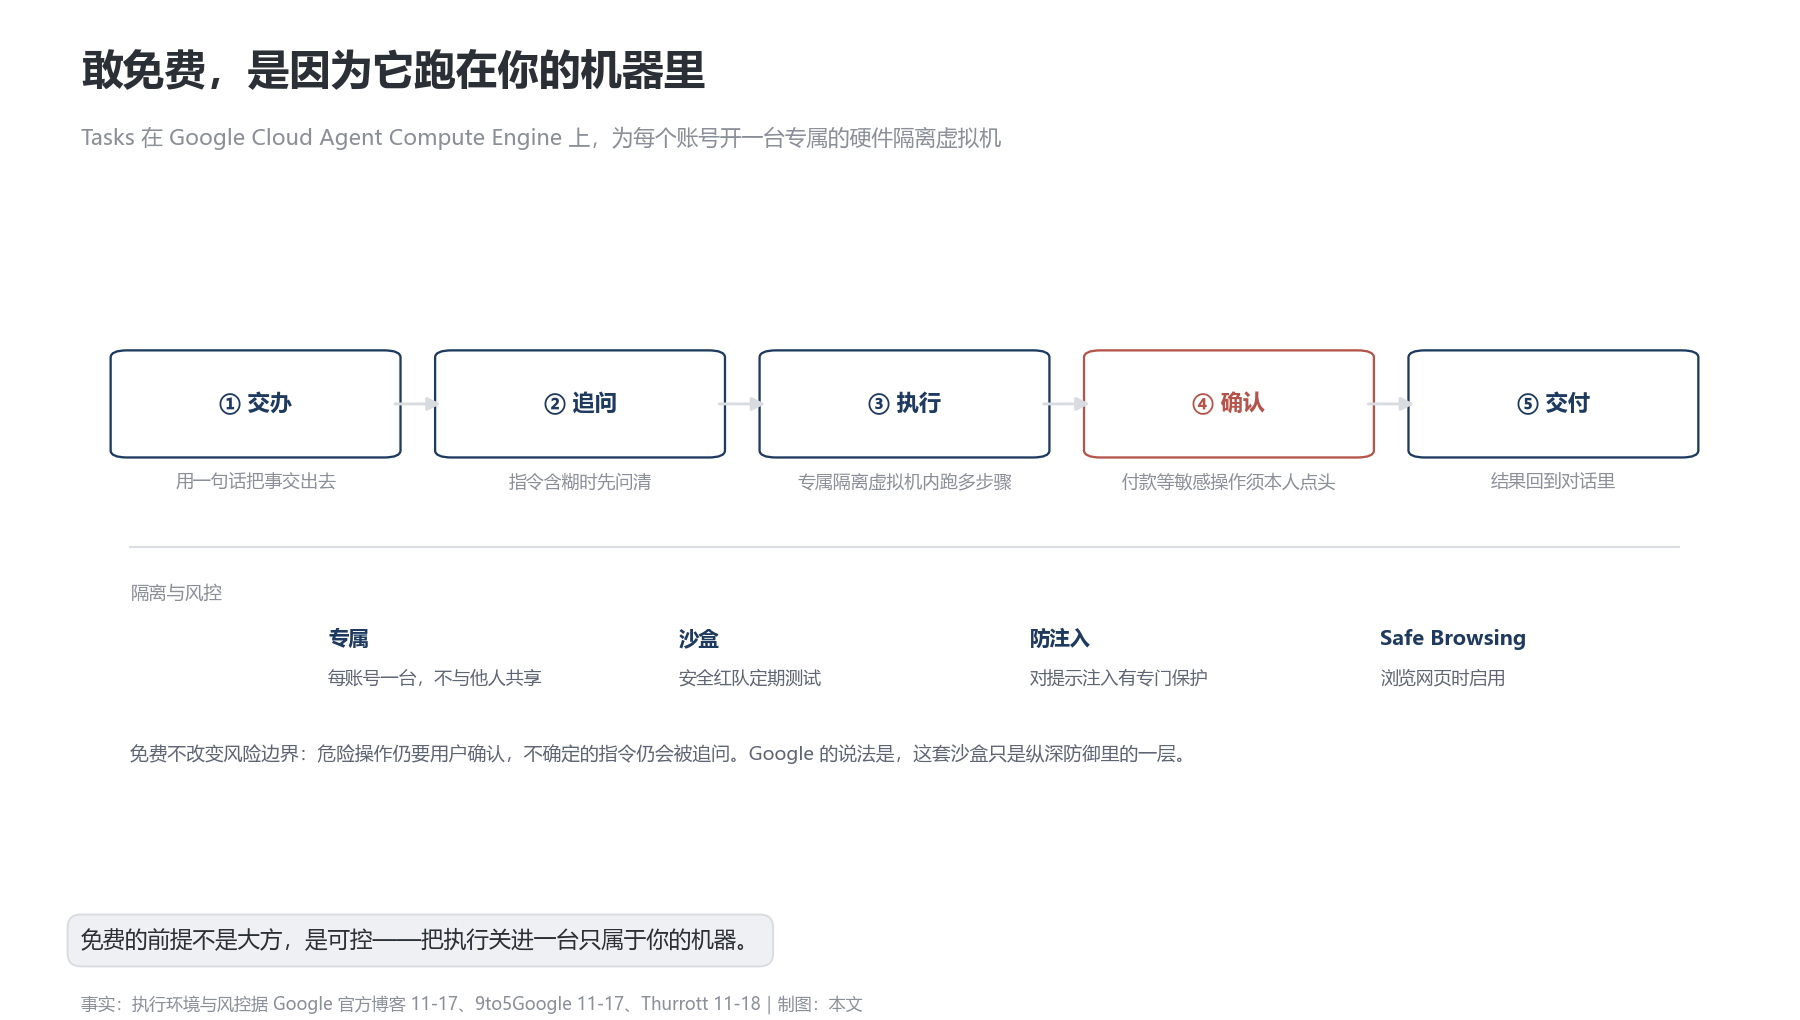 敢免费，是因为它跑在你的机器里
Tasks 在 Google Cloud Agent Compute Engine 上，为每个账号开一台专属的硬件隔离虚拟机
① 交办
② 追问
③ 执行
④ 确认
⑤ 交付
用一句话把事交出去
指令含糊时先问清
专属隔离虚拟机内跑多步骤
付款等敏感操作须本人点头
结果回到对话里
隔离与风控
专属
沙盒
防注入
Safe Browsing
每账号一台，不与他人共享
安全红队定期测试
对提示注入有专门保护
浏览网页时启用
免费不改变风险边界：危险操作仍要用户确认，不确定的指令仍会被追问。Google 的说法是，这套沙盒只是纵深防御里的一层。
免费的前提不是大方，是可控——把执行关进一台只属于你的机器。
事实：执行环境与风控据 Google 官方博客 11-17、9to5Google 11-17、Thurrott 11-18 | 制图：本文